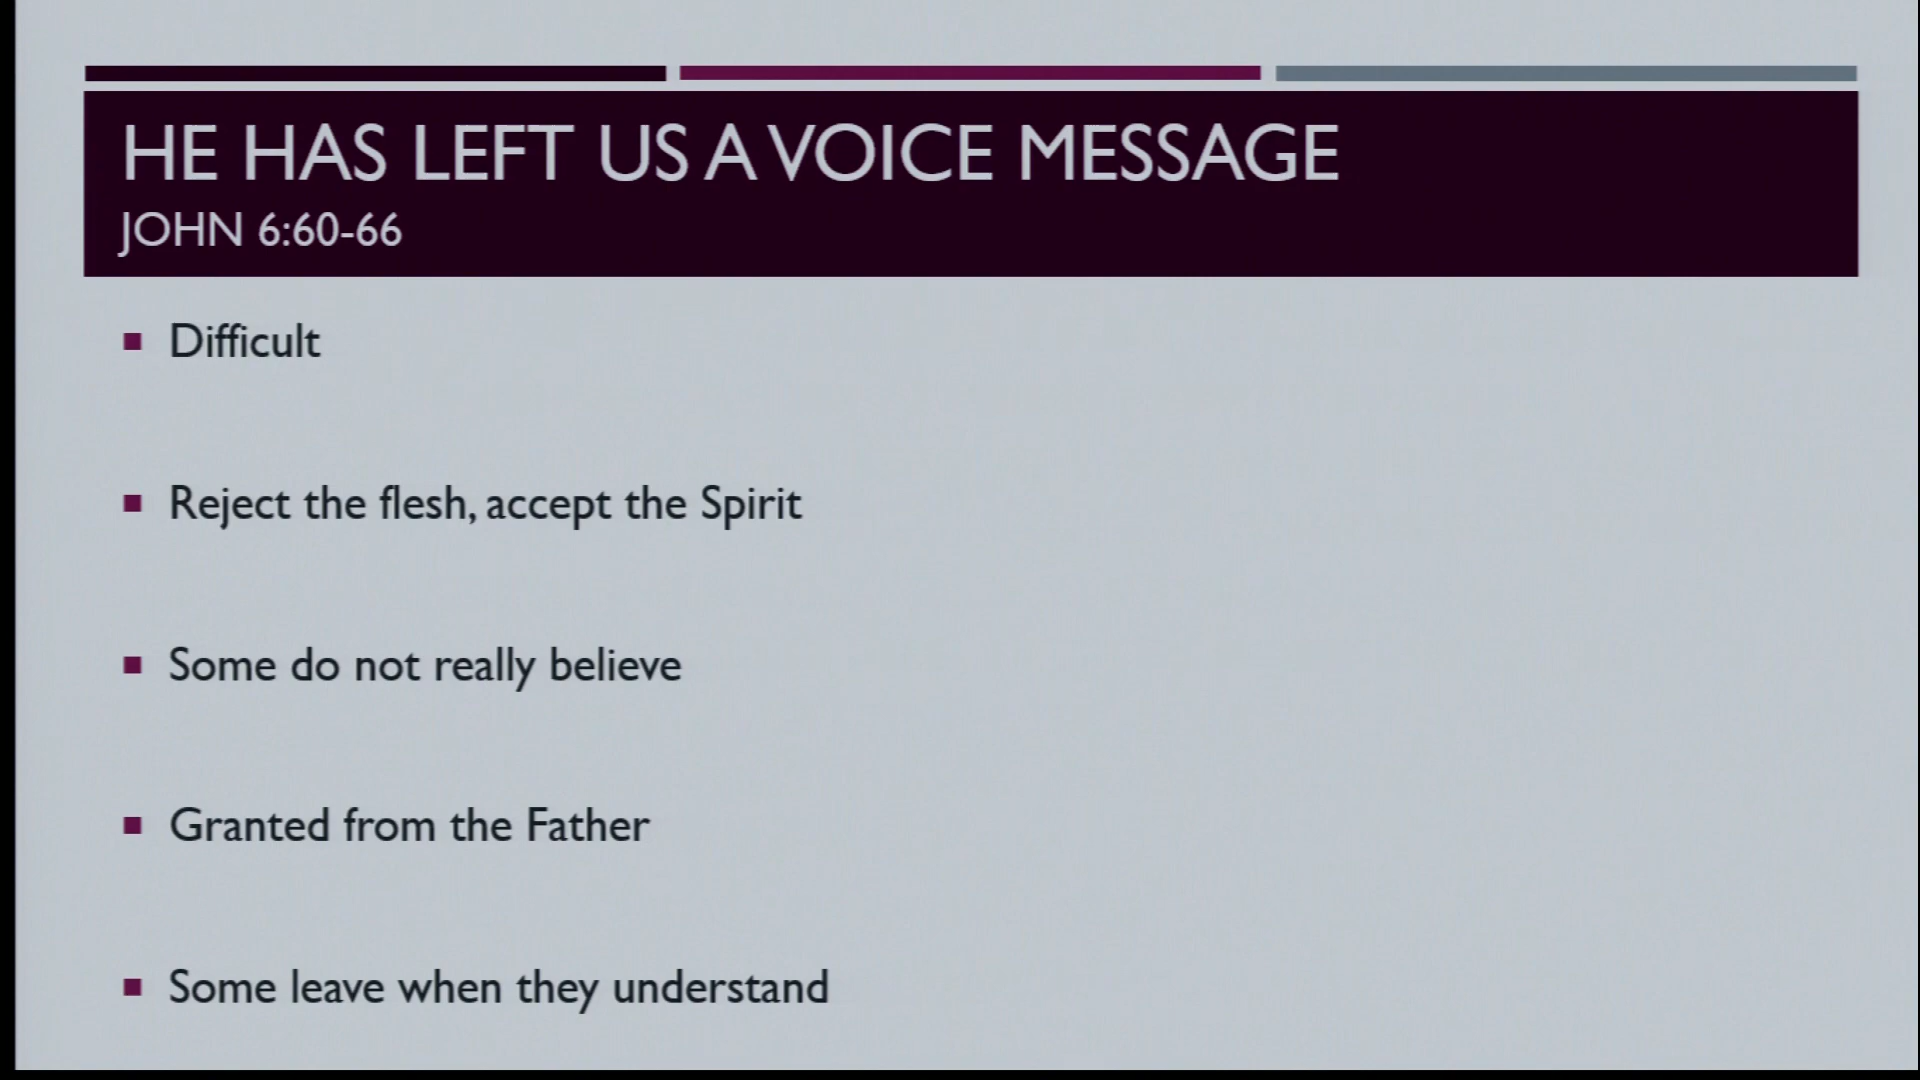 HE HAS LEFT US A VOICE MESSAGE
JOHN 6:60-66
Difficult
Reject the flesh, accept the Spirit
Some do not really believe
Granted from the Father
Some leave when they understand